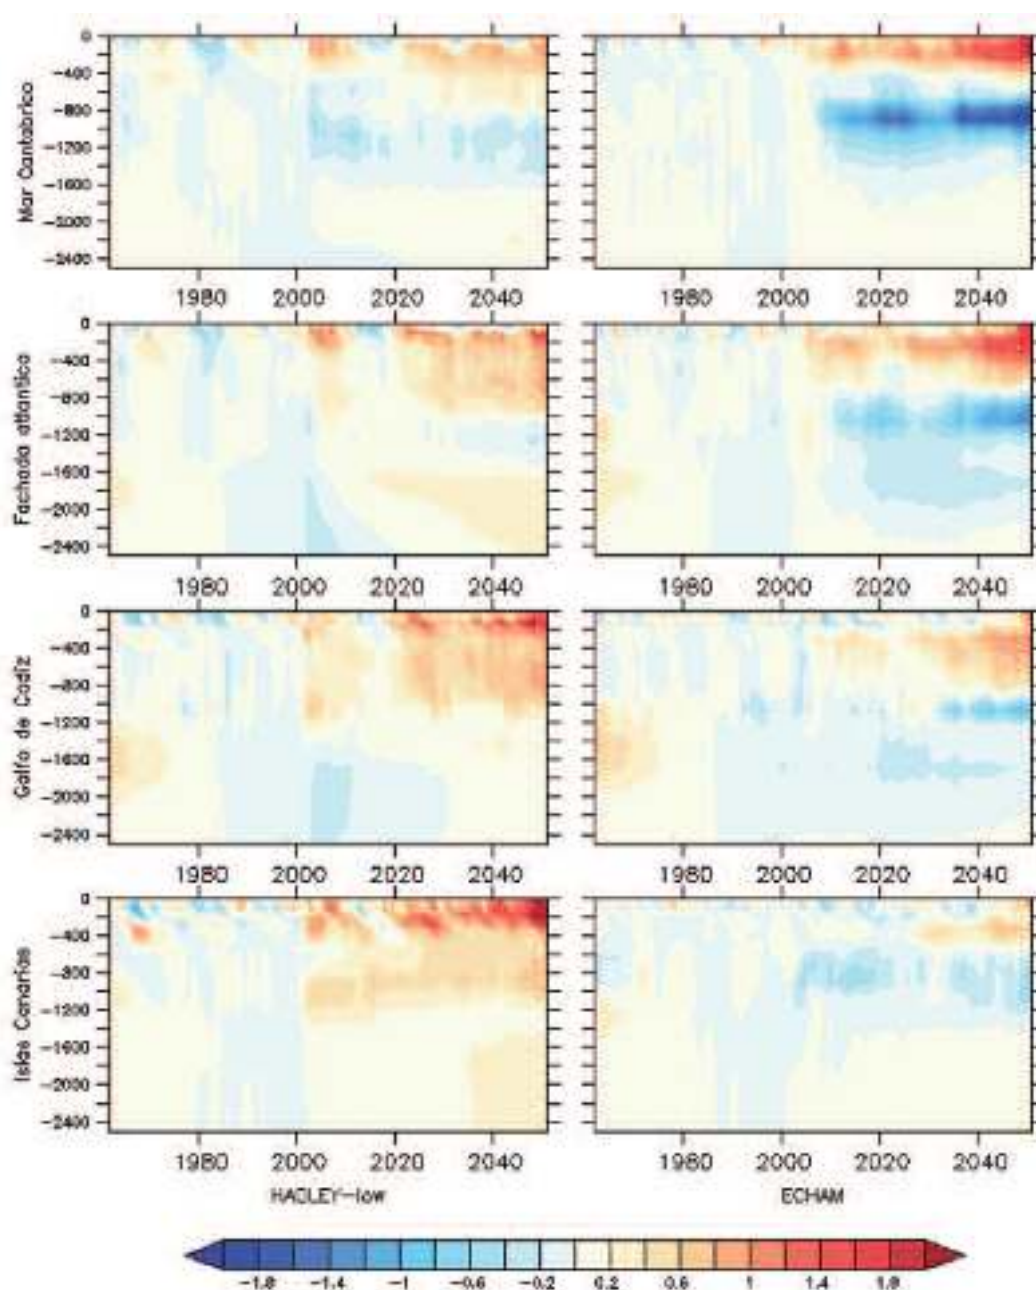 Mar Cantabrico
0
-400
-800
-1200
-1600
-2000
-2400
1980 2000 2020 2040
1980 2000 2020 2040
Fachada atlantica
0
-400
-800
-1200
-1600
-2000
-2400
1980 2000 2020 2040
1980 2000 2020 2040
Golfo de Cadiz
0
-400
-800
-1200
-1600
-2000
-2400
1980 2000 2020 2040
1980 2000 2020 2040
Islas Canarias
0
-400
-800
-1200
-1600
-2000
-2400
1980 2000 2020 2040
1980 2000 2020 2040
HADLEY-low
ECHAM
-1.8 -1.4 -1 -0.6 -0.2 0.2 0.6 1 1.4 1.8